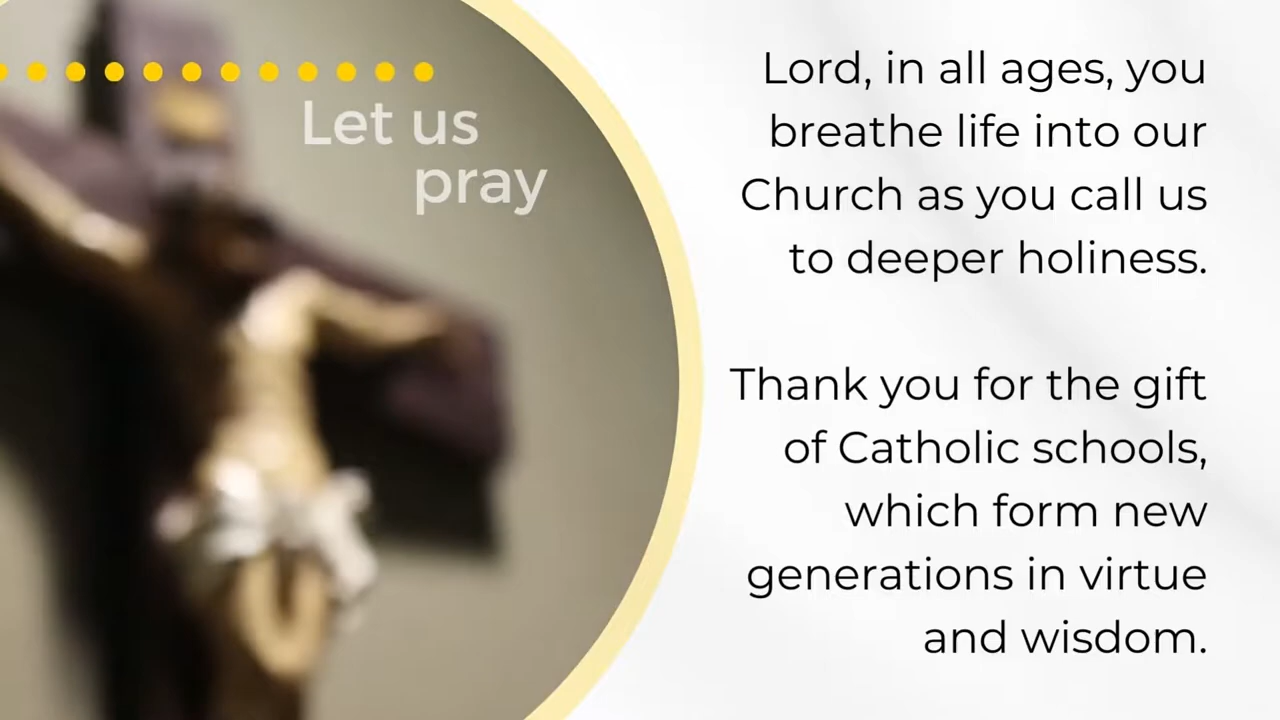 Let us
pray
Lord, in all ages, you
breathe life into our
Church as you call us
to deeper holiness.
Thank you for the gift
of Catholic schools,
which form new
generations in virtue
and wisdom.